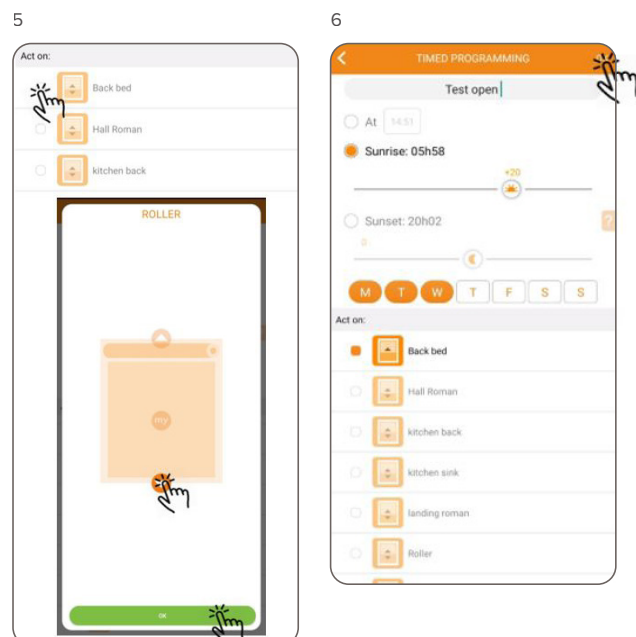 5
Act on:
Back bed
Hall Roman
kitchen back
ROLLER
my
OK
6
TIMED PROGRAMMING
Test open
At 14:51
Sunrise: 05h58
+20
Sunset: 20h02
?
0
M T W T F S S
Act on:
Back bed
Hall Roman
kitchen back
kitchen sink
landing roman
Roller